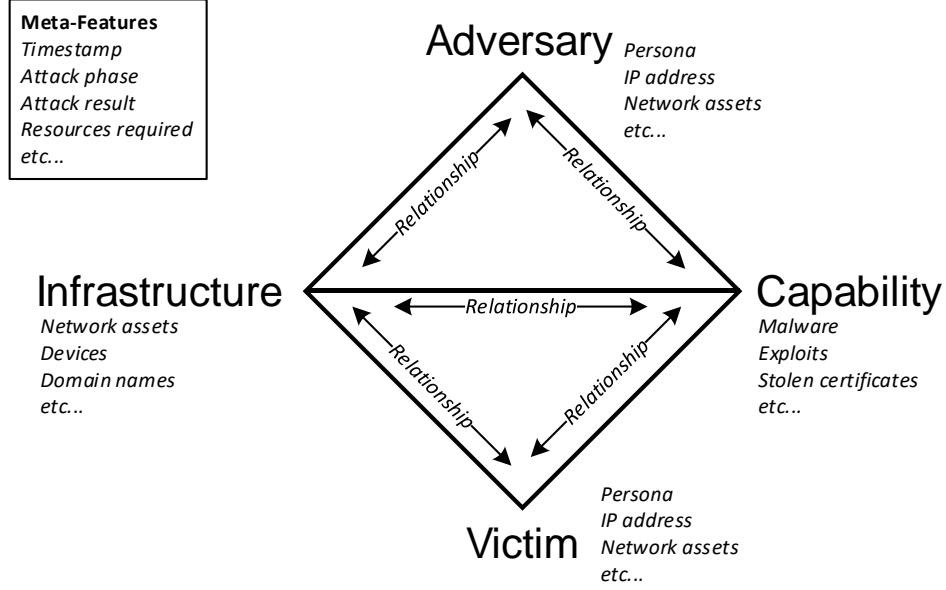 Meta-Features
Timestamp
Attack phase
Attack result
Resources required
etc...
Adversary
Persona
IP address
Network assets
etc...
Relationship
Relationship
Infrastructure
Network assets
Devices
Domain names
etc...
Relationship
Capability
Malware
Exploits
Stolen certificates
etc...
Relationship
Relationship
Victim
Persona
IP address
Network assets
etc...